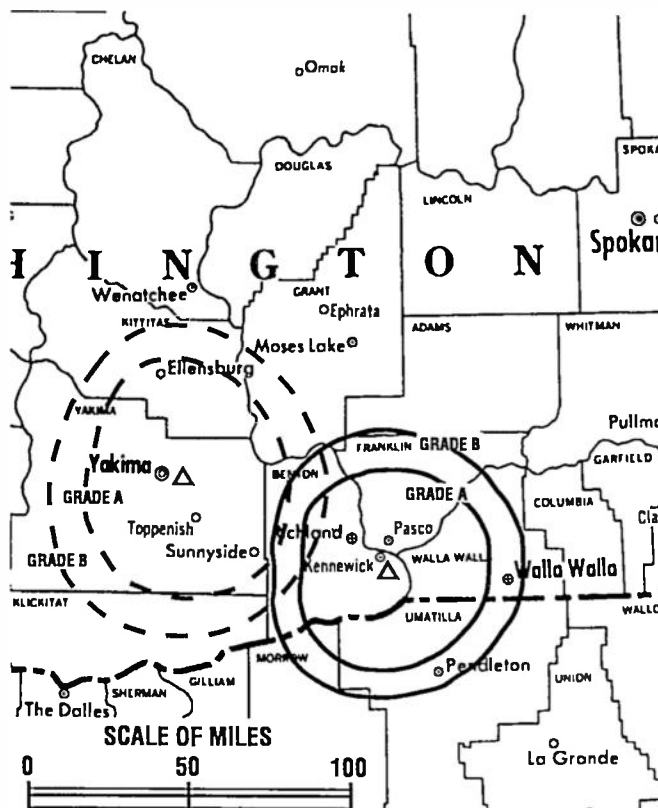 CHELAN
Omak
DOUGLAS
SPOKA
LINCOLN
Spokan
H I N G T O N
Wenatchee
GRANT
Ephrata
KITTITAS
ADAMS
WHITMAN
Moses Lake
Ellensburg
YAKIMA
Pullma
FRANKLIN GRADE B
GARFIELD
Yakima
BENTON
GRADE A
GRADE A
COLUMBIA
Toppenish
Richland
Pasco
Cla
Sunnyside
GRADE B
Kennewick
WALLA WALL
Walla Walla
KLICKITAT
UMATILLA
WALLO
MORROW
Pendleton
GILLIAM
SHERMAN
UNION
The Dalles
SCALE OF MILES
La Grande
0 50 100